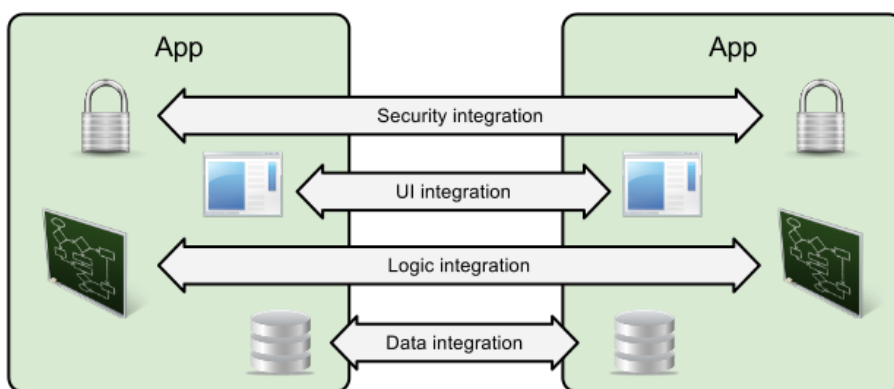 App
App
Security integration
UI integration
Logic integration
Data integration